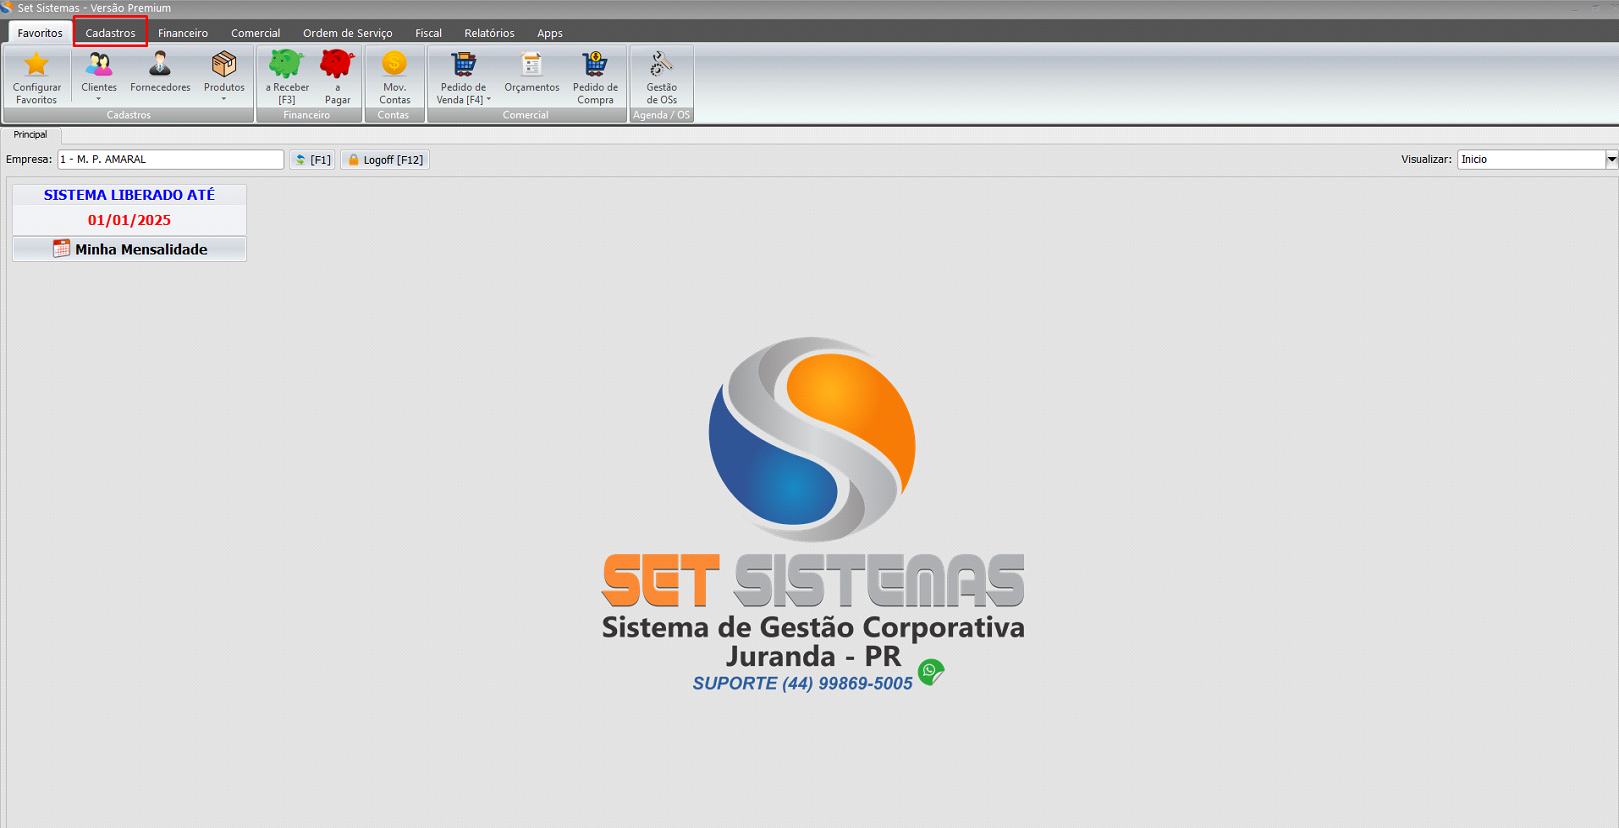 Set Sistemas - Versão Premium
Favoritos Cadastros Financeiro Comercial Ordem de Serviço Fiscal Relatórios Apps
Configurar Favoritos
Clientes
Fornecedores
Produtos
Cadastros
a Receber [F3]
a Pagar
Financeiro
Mov. Contas
Contas
Pedido de Venda [F4]
Orçamentos
Pedido de Compra
Comercial
Gestão de OSs
Agenda / OS
Principal
Empresa: 1 - M. P. AMARAL [F1] Logoff [F12] Visualizar: Inicio
SISTEMA LIBERADO ATÉ
01/01/2025
Minha Mensalidade
SET SISTEMAS
Sistema de Gestão Corporativa
Juranda - PR
SUPORTE (44) 99869-5005